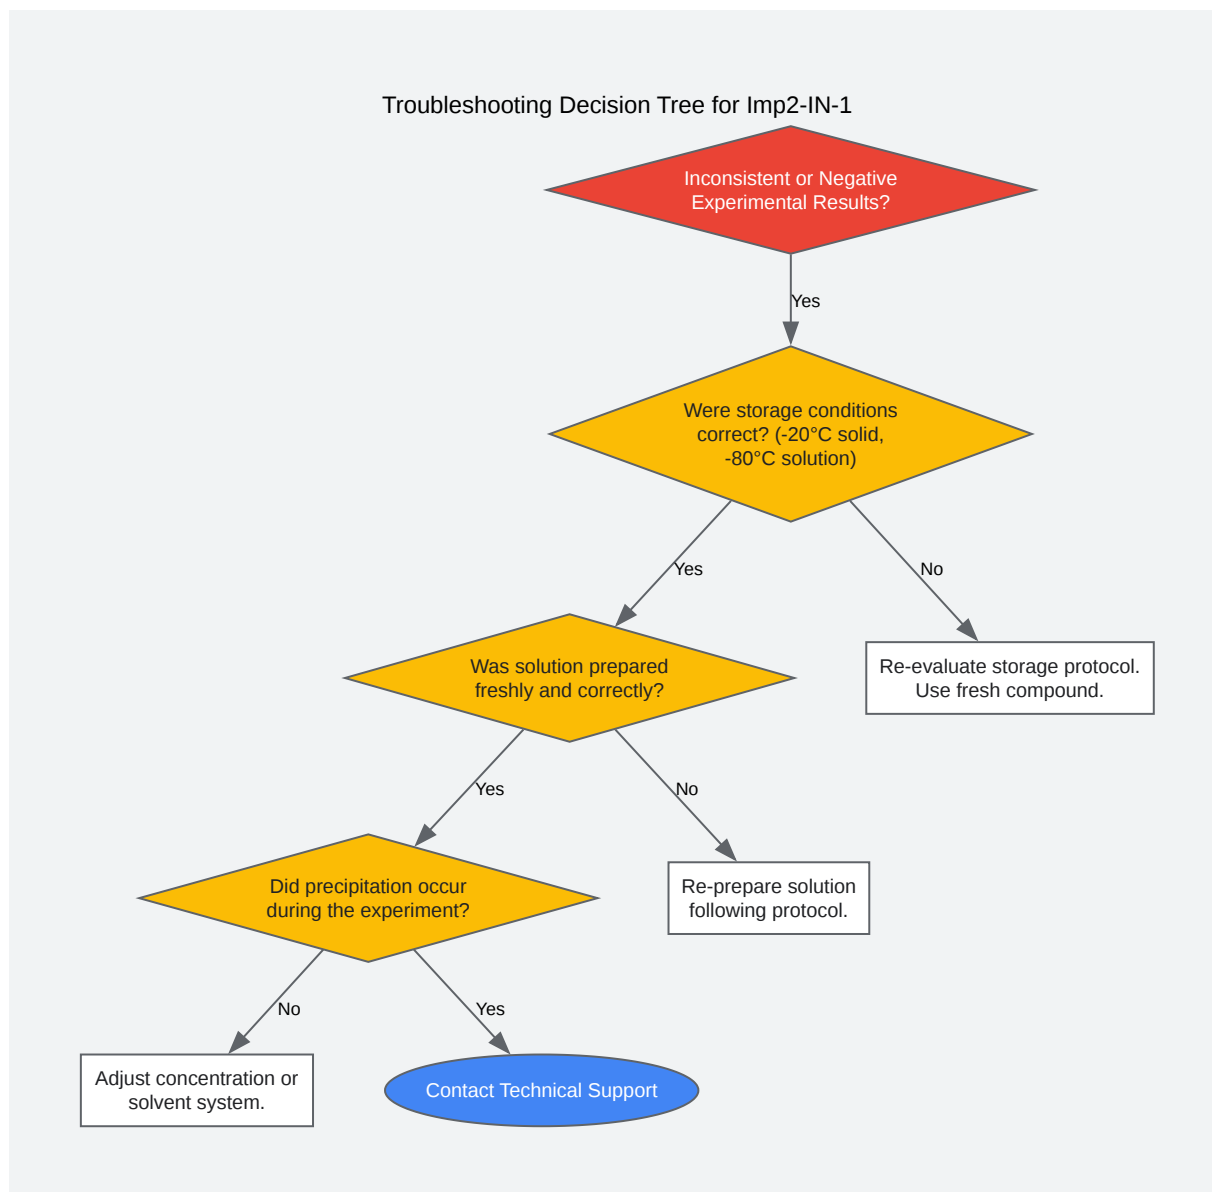 Troubleshooting Decision Tree for Imp2-IN-1
Inconsistent or Negative
Experimental Results?
Yes
Were storage conditions
correct? (-20°C solid,
-80°C solution)
Yes
No
Was solution prepared
freshly and correctly?
Re-evaluate storage protocol.
Use fresh compound.
Yes
No
Did precipitation occur
during the experiment?
Re-prepare solution
following protocol.
No
Yes
Adjust concentration or
solvent system.
Contact Technical Support